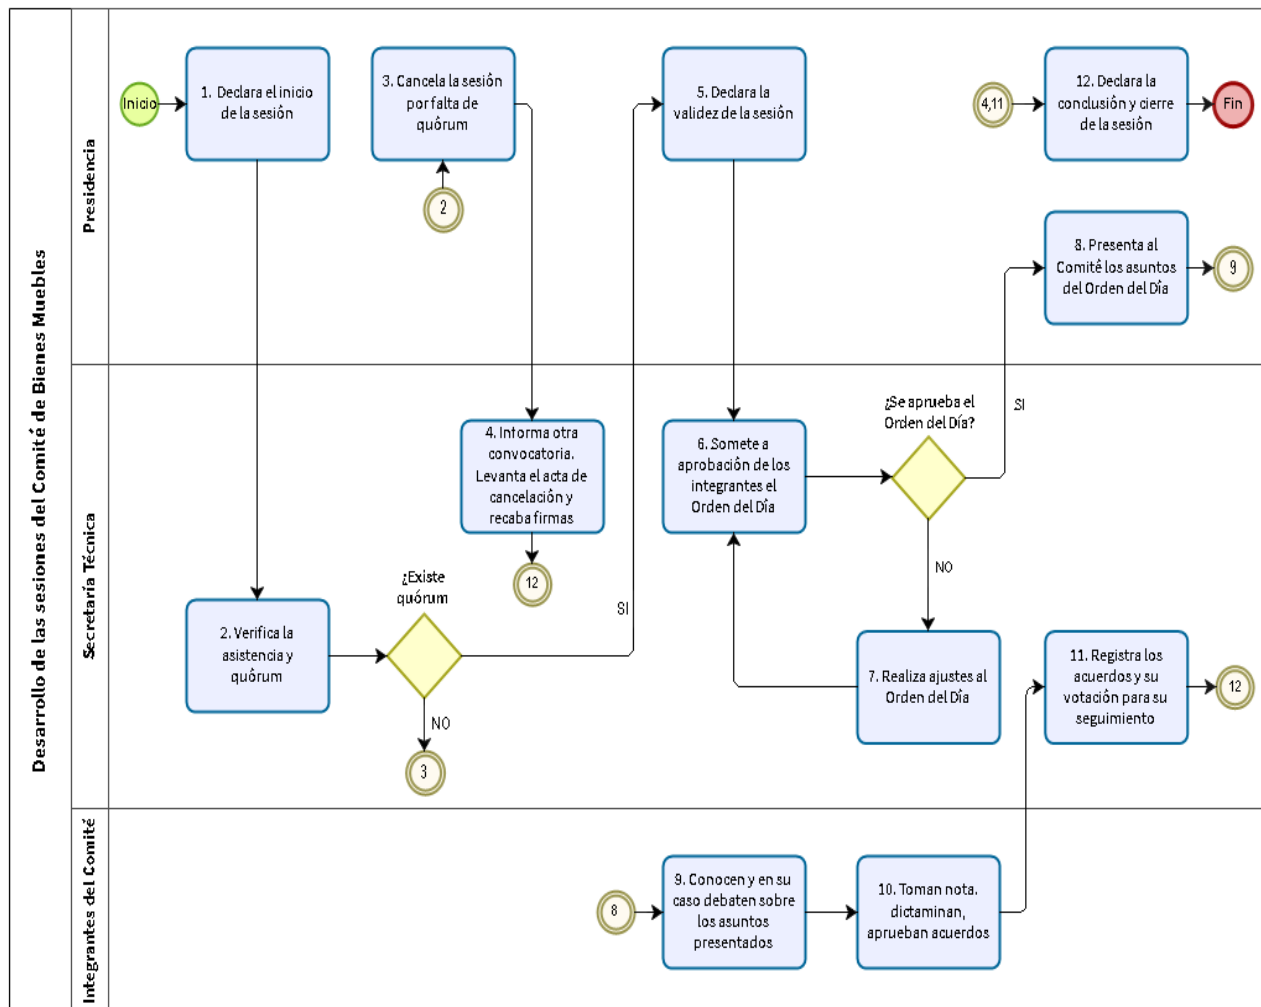 Desarrollo de las sesiones del Comité de Bienes Muebles
Presidencia
Inicio
1. Declara el inicio
de la sesión
3. Cancela la sesión
por falta de
quórum
2
5. Declara la
validez de la sesión
4,11
12. Declara la
conclusión y cierre
de la sesión
Fin
8. Presenta al
Comité los asuntos
del Orden del Día
9
Secretaría Técnica
2. Verifica la
asistencia y
quórum
¿Existe
quórum
SI
NO
3
4. Informa otra
convocatoria.
Levanta el acta de
cancelación y
recaba firmas
12
6. Somete a
aprobación de los
integrantes el
Orden del Día
¿Se aprueba el
Orden del Día?
SI
NO
7. Realiza ajustes al
Orden del Día
11. Registra los
acuerdos y su
votación para su
seguimiento
12
Integrantes del Comité
8
9. Conocen y en su
caso debaten sobre
los asuntos
presentados
10. Toman nota.
dictaminan,
aprueban acuerdos